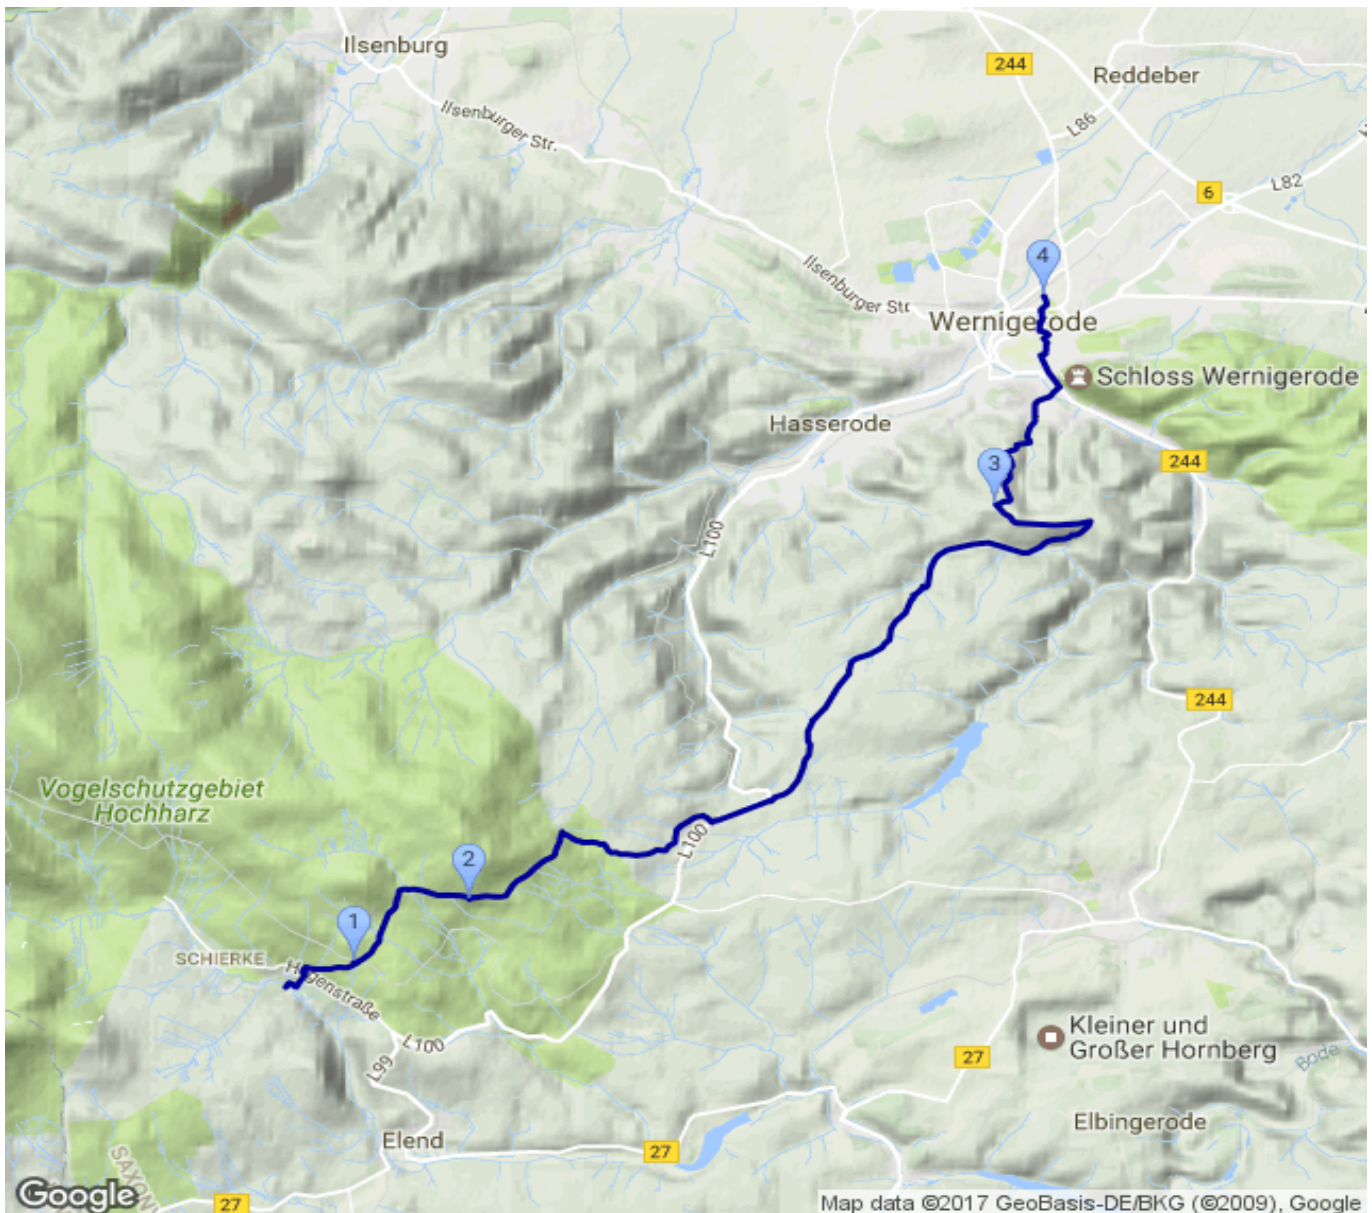 Ilsenburg
244
Reddeber
L86
Ilsenburger Str.
6
L82
4
Ilsenburger Str
Wernigerode
Schloss Wernigerode
Hasserode
3
244
L100
244
Vogelschutzgebiet
Hochharz
L100
2
1
SCHIERKE
Hagenstraße
L100
Kleiner und
Großer Hornberg
27
Bode
L99
Elbingerode
Elend
27
SAXON
27
Google
Map data ©2017 GeoBasis-DE/BKG (©2009), Google